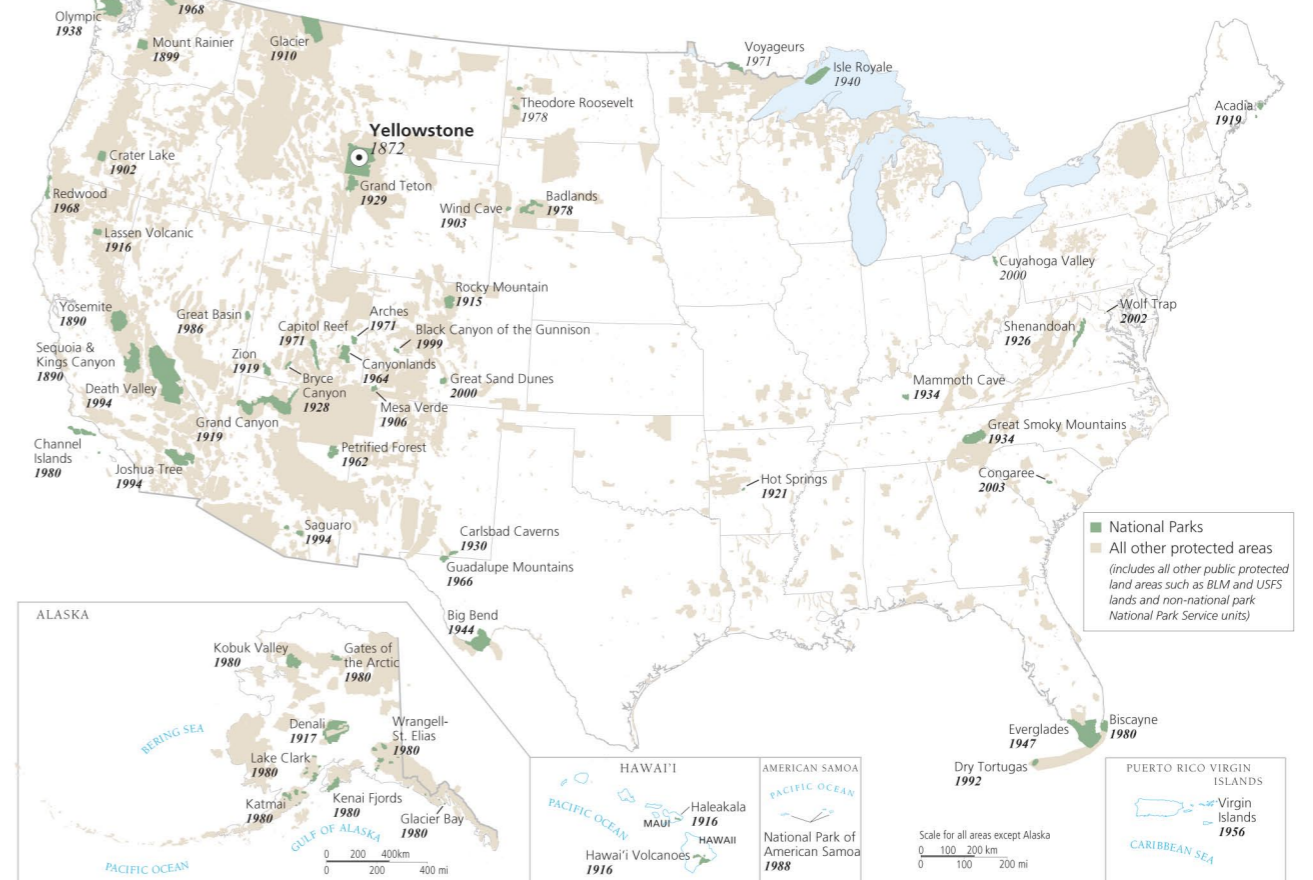 1968
Olympic
1938
Mount Rainier
1899
Glacier
1910
Voyageurs
1971
Isle Royale
1940
Theodore Roosevelt
1978
Acadia
1919
Yellowstone
1872
Crater Lake
1902
Grand Teton
1929
Redwood
1968
Wind Cave
1903
Badlands
1978
Lassen Volcanic
1916
Cuyahoga Valley
2000
Rocky Mountain
1915
Yosemite
1890
Great Basin
1986
Arches
1971
Capitol Reef
1971
Black Canyon of the Gunnison
1999
Wolf Trap
2002
Shenandoah
1926
Sequoia &
Kings Canyon
1890
Zion
1919
Canyonlands
1964
Bryce
Canyon
1928
Great Sand Dunes
2000
Mammoth Cave
1934
Death Valley
1994
Mesa Verde
1906
Grand Canyon
1919
Great Smoky Mountains
1934
Channel
Islands
1980
Petrified Forest
1962
Joshua Tree
1994
Hot Springs
1921
Congaree
2003
Saguaro
1994
Carlsbad Caverns
1930
Guadalupe Mountains
1966
National Parks
All other protected areas
(includes all other public protected
land areas such as BLM and USFS
lands and non-national park
National Park Service units)
Big Bend
1944
ALASKA
Kobuk Valley
1980
Gates of
the Arctic
1980
BERING SEA
Denali
1917
Wrangell-
St. Elias
1980
Lake Clark
1980
Katmai
1980
Kenai Fjords
1980
Glacier Bay
1980
GULF OF ALASKA
PACIFIC OCEAN
0 200 400km
0 200 400 mi
Everglades
1947
Biscayne
1980
Dry Tortugas
1992
HAWAI'I
PACIFIC OCEAN
Haleakala
1916
MAUI
HAWAII
Hawai'i Volcanoes
1916
AMERICAN SAMOA
PACIFIC OCEAN
National Park of
American Samoa
1988
Scale for all areas except Alaska
0 100 200 km
0 100 200 mi
PUERTO RICO VIRGIN
ISLANDS
Virgin
Islands
1956
CARIBBEAN SEA